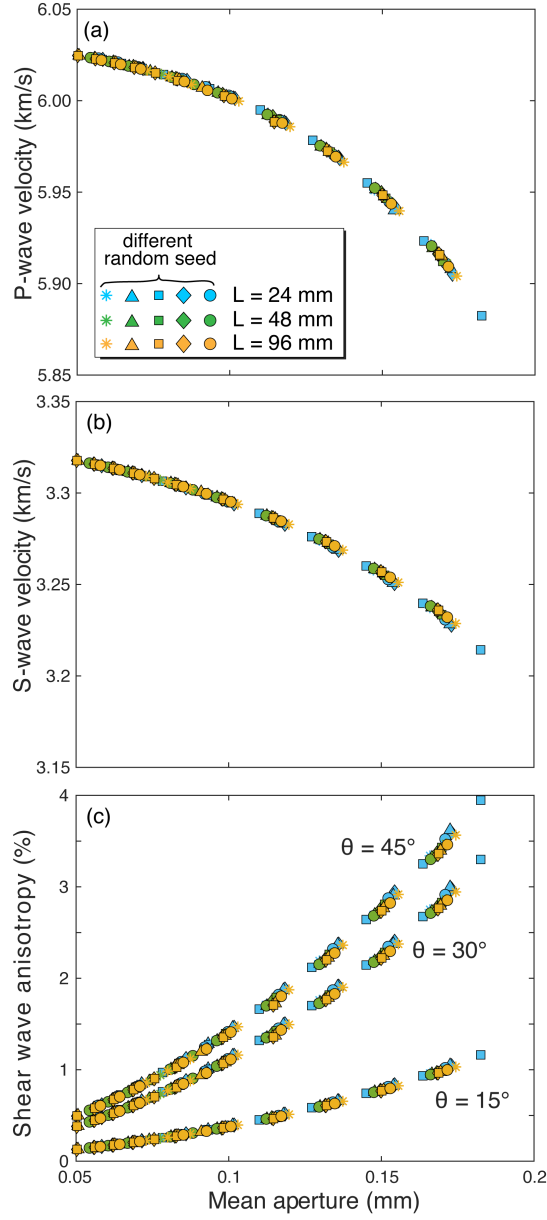 (a)
6.05
6.00
5.95
5.90
5.85
P-wave velocity (km/s)
different
random seed
L = 24 mm
L = 48 mm
L = 96 mm
(b)
3.35
3.3
3.25
3.2
3.15
S-wave velocity (km/s)
(c)
4
3
2
1
0
Shear wave anisotropy (%)
θ = 45°
θ = 30°
θ = 15°
0.05
0.1
0.15
0.2
Mean aperture (mm)